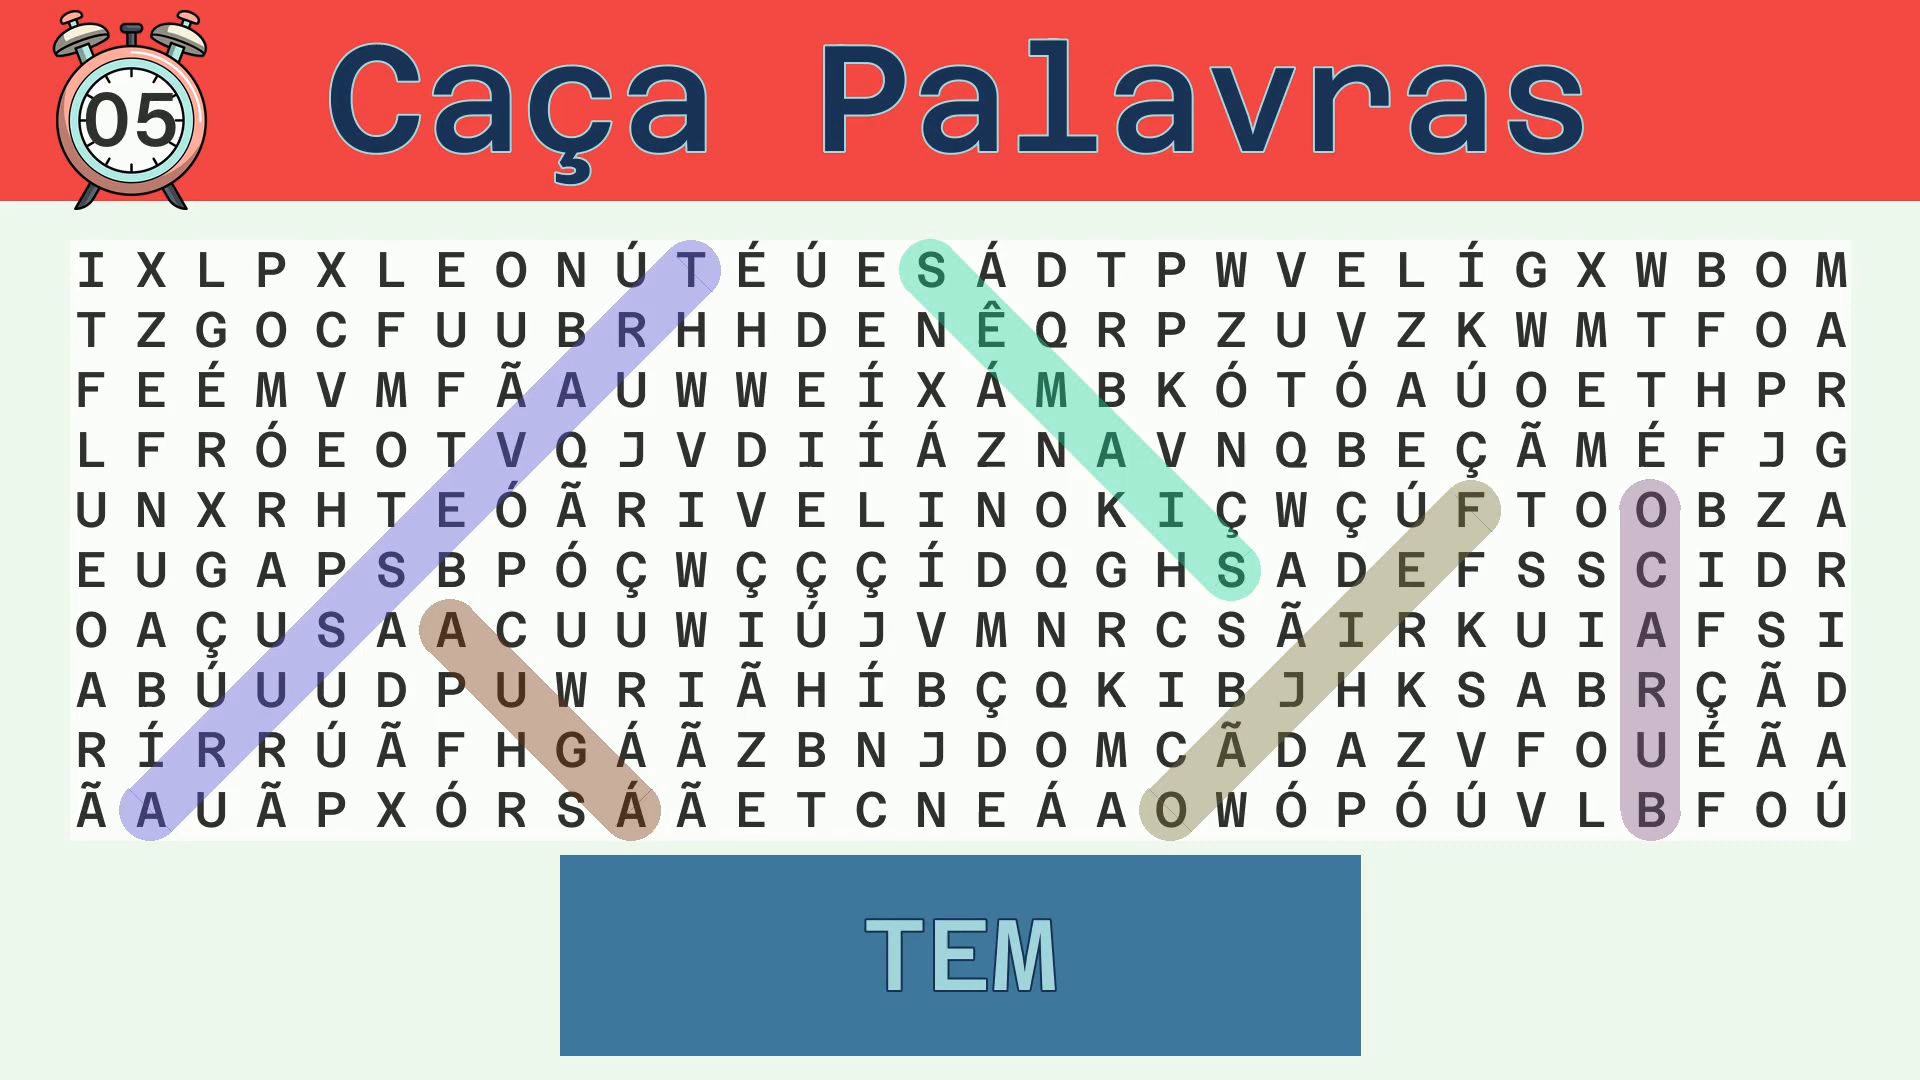 05
Caça Palavras
I X L P X L E O N Ú T É Ú E S Á D T P W V E L Í G X W B O M
T Z G O C F U U B R H H D E N Ê Q R P Z U V Z K W M T F O A
F E É M V M F Ã A U W W E Í X Á M B K Ó T Ó A Ú O E T H P R
L F R Ó E O T V Q J V D I Í Á Z N A V N Q B E Ç Ã M É F J G
U N X R H T E Ó Ã R I V E L I N O K I Ç W Ç Ú F T O O B Z A
E U G A P S B P Ó Ç W Ç Ç Ç Í D Q G H S A D E F S S C I D R
O A Ç U S A A C U U W I Ú J V M N R C S Ã I R K U I A F S I
A B Ú U U D P U W R I Ã H Í B Ç Q K I B J H K S A B R Ç Ã D
R Í R R Ú Ã F H G Á Ã Z B N J D O M C Ã D A Z V F O U É Ã A
Ã A U Ã P X Ó R S Á Ã E T C N E Á A O W Ó P Ó Ú V L B F O Ú
TEM